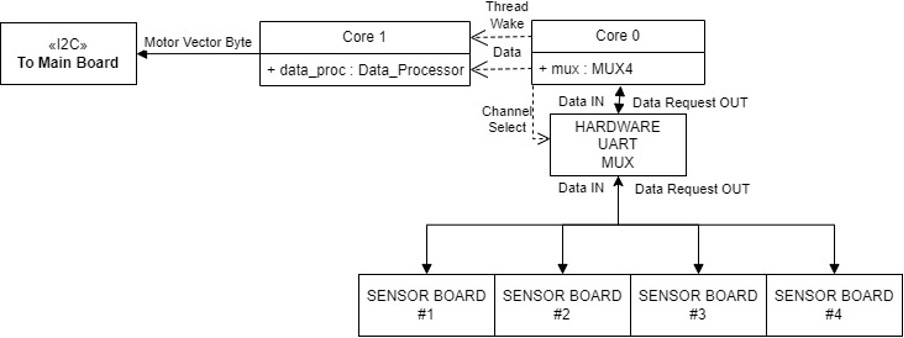 Thread
Wake
«I2C»
To Main Board
Motor Vector Byte
Core 1
+ data_proc : Data_Processor
Data
Core 0
+ mux : MUX4
Channel
Select
Data IN
Data Request OUT
HARDWARE
UART
MUX
Data IN
Data Request OUT
SENSOR BOARD
#1
SENSOR BOARD
#2
SENSOR BOARD
#3
SENSOR BOARD
#4